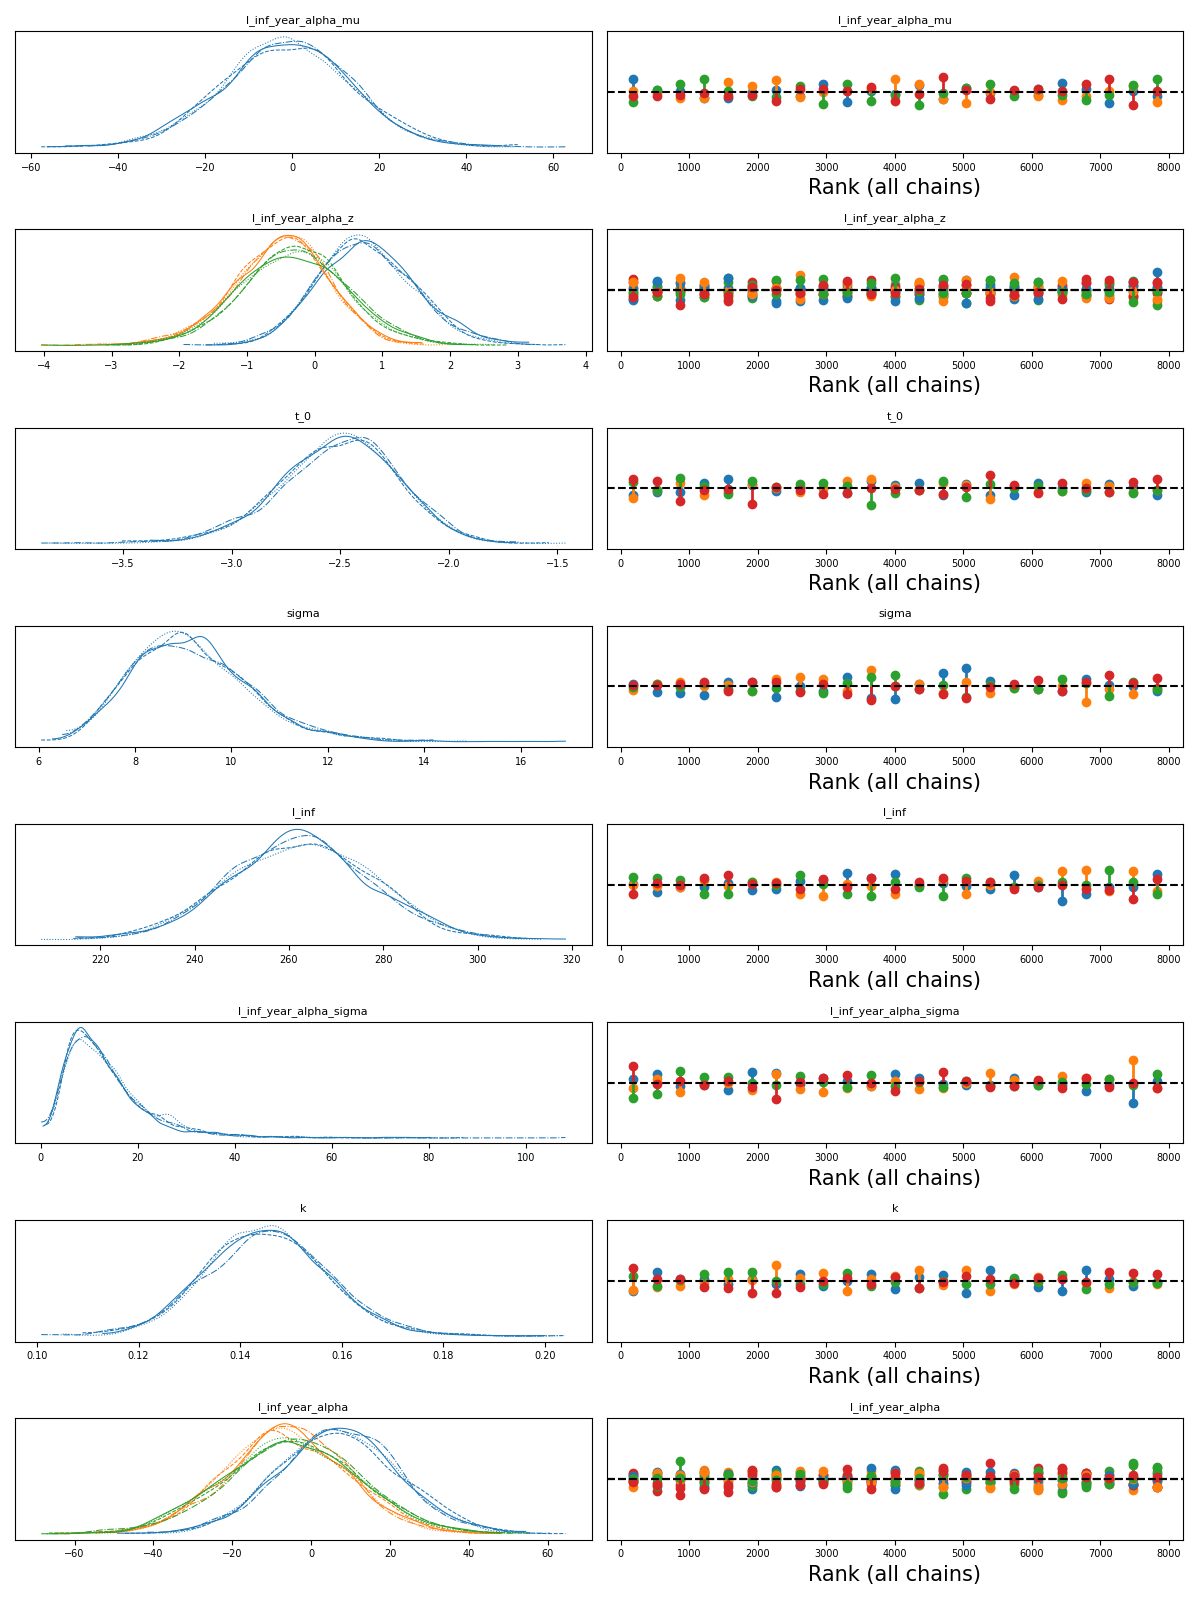 l_inf_year_alpha_mu
l_inf_year_alpha_mu
−60 −40 −20 0 20 40 60
0 1000 2000 3000 4000 5000 6000 7000 8000
Rank (all chains)
l_inf_year_alpha_z
l_inf_year_alpha_z
−4 −3 −2 −1 0 1 2 3 4
0 1000 2000 3000 4000 5000 6000 7000 8000
Rank (all chains)
t_0
t_0
−3.5 −3.0 −2.5 −2.0 −1.5
0 1000 2000 3000 4000 5000 6000 7000 8000
Rank (all chains)
sigma
sigma
6 8 10 12 14 16
0 1000 2000 3000 4000 5000 6000 7000 8000
Rank (all chains)
l_inf
l_inf
220 240 260 280 300 320
0 1000 2000 3000 4000 5000 6000 7000 8000
Rank (all chains)
l_inf_year_alpha_sigma
l_inf_year_alpha_sigma
0 20 40 60 80 100
0 1000 2000 3000 4000 5000 6000 7000 8000
Rank (all chains)
k
k
0.10 0.12 0.14 0.16 0.18 0.20
0 1000 2000 3000 4000 5000 6000 7000 8000
Rank (all chains)
l_inf_year_alpha
l_inf_year_alpha
−60 −40 −20 0 20 40 60
0 1000 2000 3000 4000 5000 6000 7000 8000
Rank (all chains)